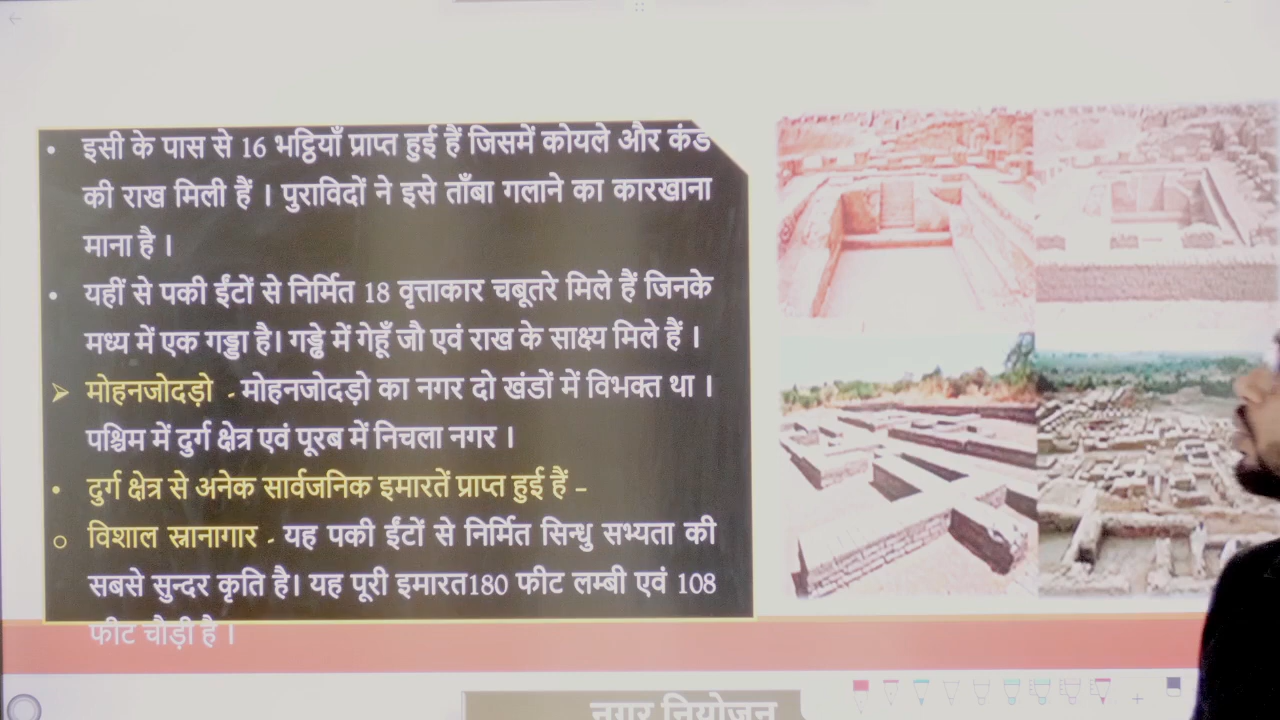 इसी के पास से 16 भट्ठियाँ प्राप्त हुई हैं जिसमें कोयले और कंड
की राख मिली हैं । पुराविदों ने इसे ताँबा गलाने का कारखाना
माना है ।
यहीं से पकी ईंटों से निर्मित 18 वृत्ताकार चबूतरे मिले हैं जिनके
मध्य में एक गड्ढा है। गड्ढे में गेहूँ जौ एवं राख के साक्ष्य मिले हैं ।
मोहनजोदड़ो - मोहनजोदड़ो का नगर दो खंडों में विभक्त था ।
पश्चिम में दुर्ग क्षेत्र एवं पूरब में निचला नगर ।
दुर्ग क्षेत्र से अनेक सार्वजनिक इमारतें प्राप्त हुई हैं –
विशाल स्नानागार - यह पकी ईंटों से निर्मित सिन्धु सभ्यता की
सबसे सुन्दर कृति है। यह पूरी इमारत180 फीट लम्बी एवं 108
फीट चौड़ी है ।
नगर नियोजन